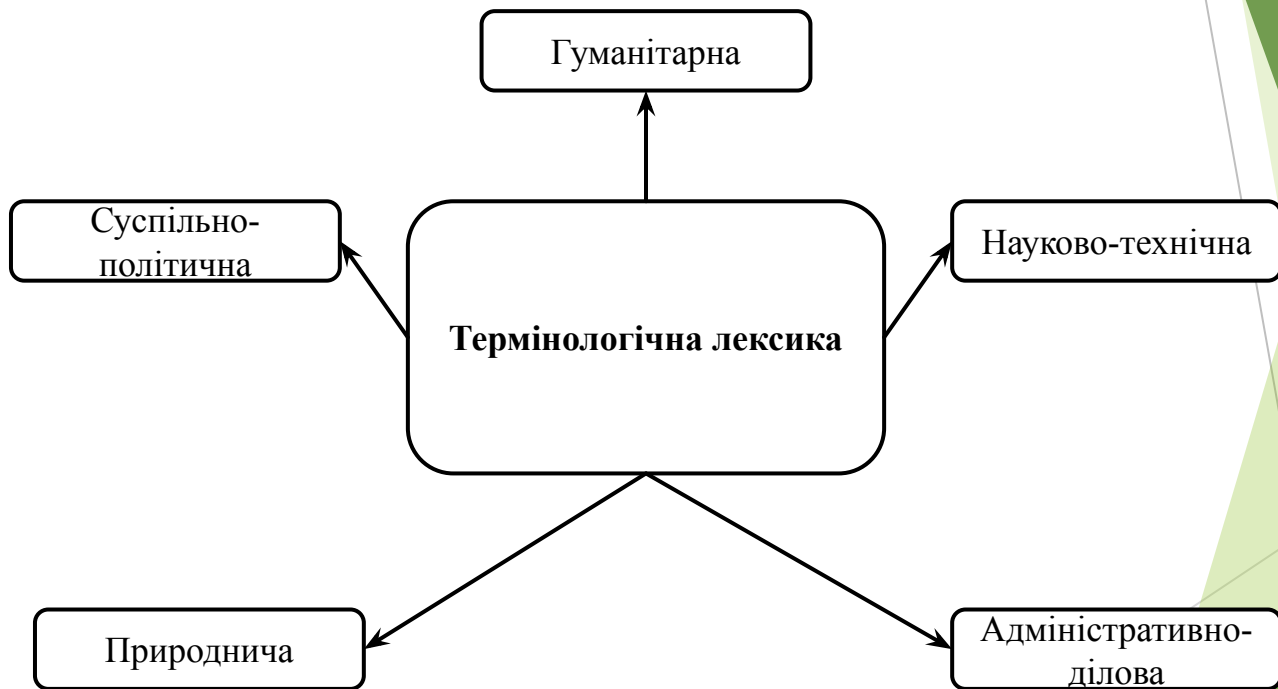 Гуманітарна
Суспільно-
політична
Науково-технічна
Термінологічна лексика
Природнича
Адміністративно-
ділова